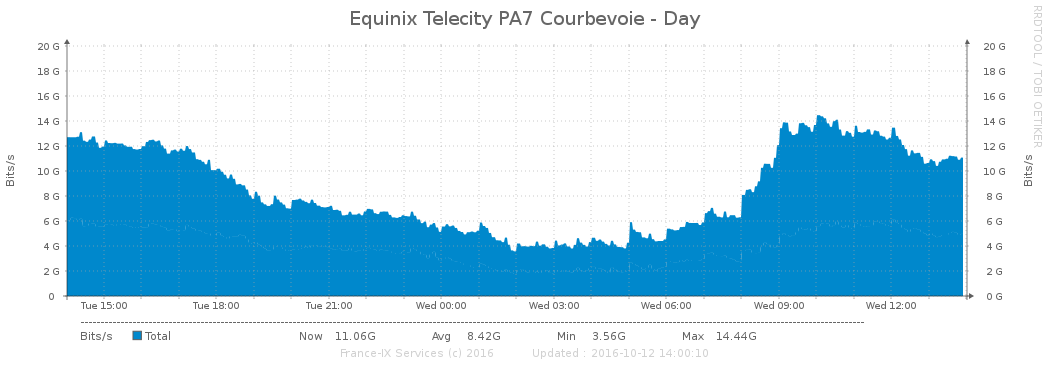 Equinix Telecity PA7 Courbevoie - Day
RRDTOOL / TOBI OETIKER
Bits/s
20 G
18 G
16 G
14 G
12 G
10 G
8 G
6 G
4 G
2 G
0
20 G
18 G
16 G
14 G
12 G
10 G
8 G
6 G
4 G
2 G
0 G
Bits/s
Tue 15:00 Tue 18:00 Tue 21:00 Wed 00:00 Wed 03:00 Wed 06:00 Wed 09:00 Wed 12:00
Bits/s Total Now 11.06G Avg 8.42G Min 3.56G Max 14.44G
France-IX Services (c) 2016 Updated : 2016-10-12 14:00:10